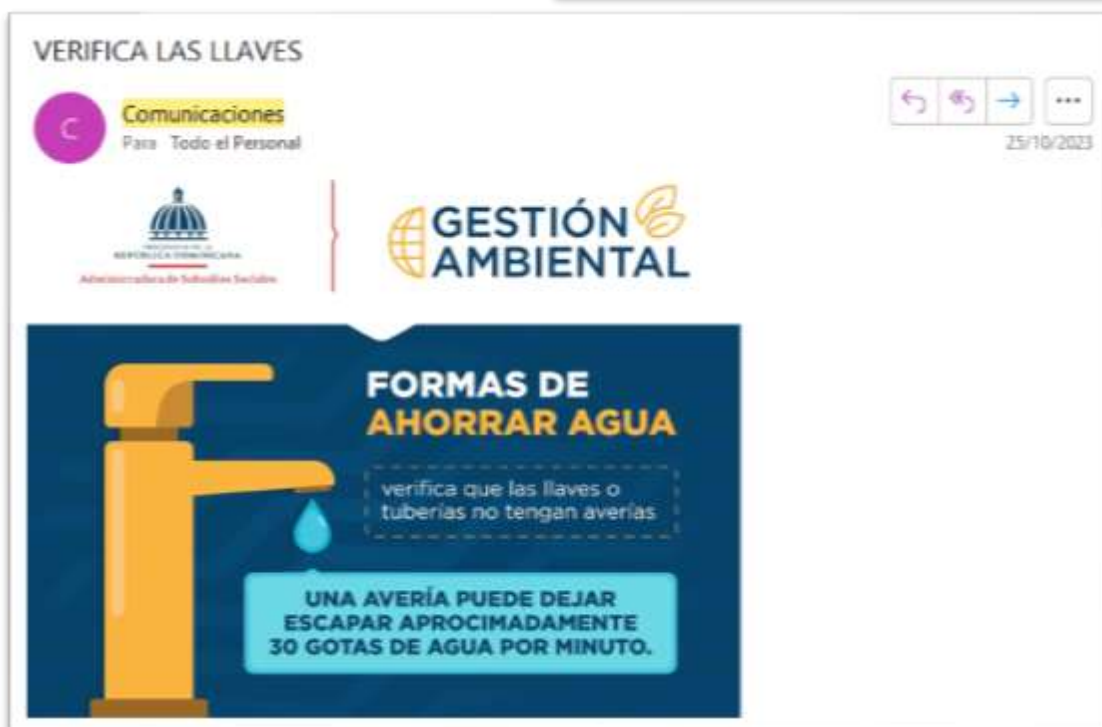 VERIFICA LAS LLAVES
C
Comunicaciones
Para Todo el Personal
25/10/2023
REPÚBLICA DOMINICANA
Administradora de Subsidios Sociales
GESTIÓN
AMBIENTAL
FORMAS DE
AHORRAR AGUA
verifica que las llaves o
tuberías no tengan averías
UNA AVERÍA PUEDE DEJAR
ESCAPAR APROCIMADAMENTE
30 GOTAS DE AGUA POR MINUTO.